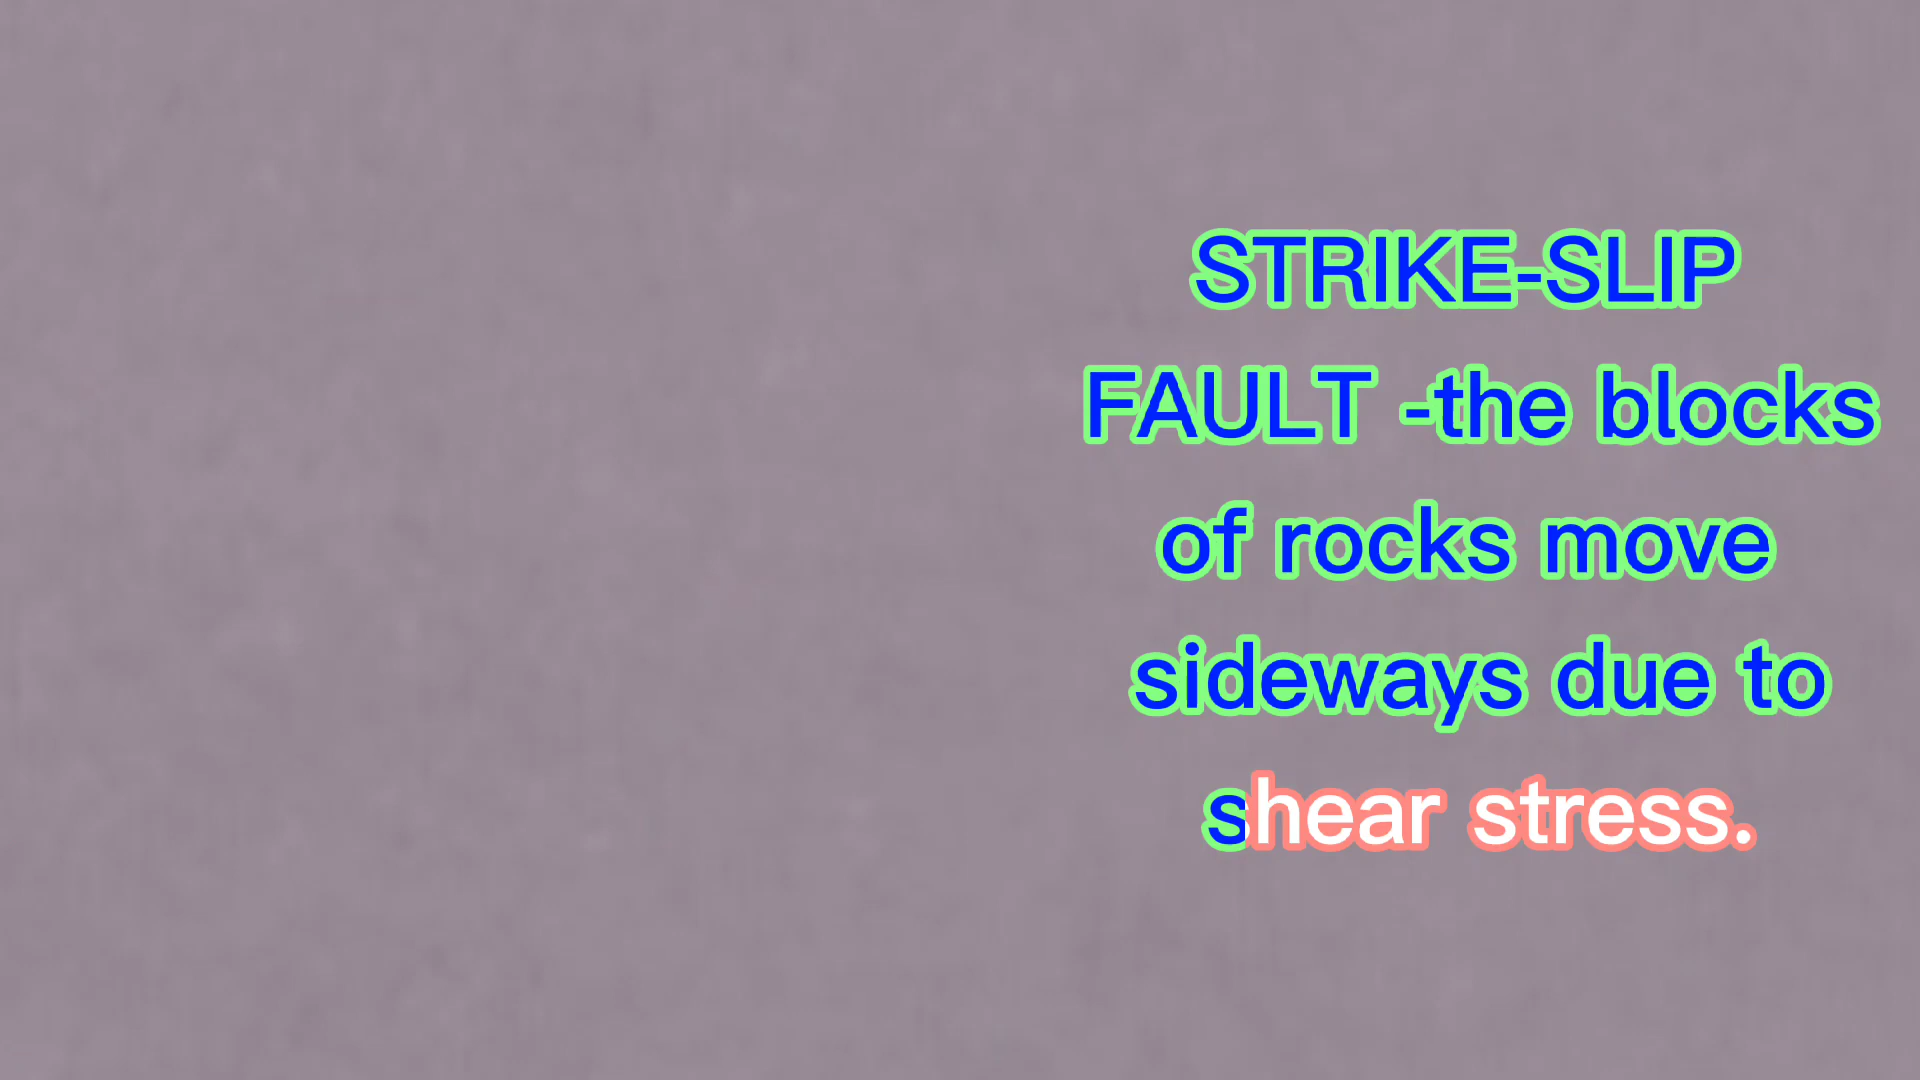 STRIKE-SLIP
FAULT -the blocks
of rocks move
sideways due to
shear stress.